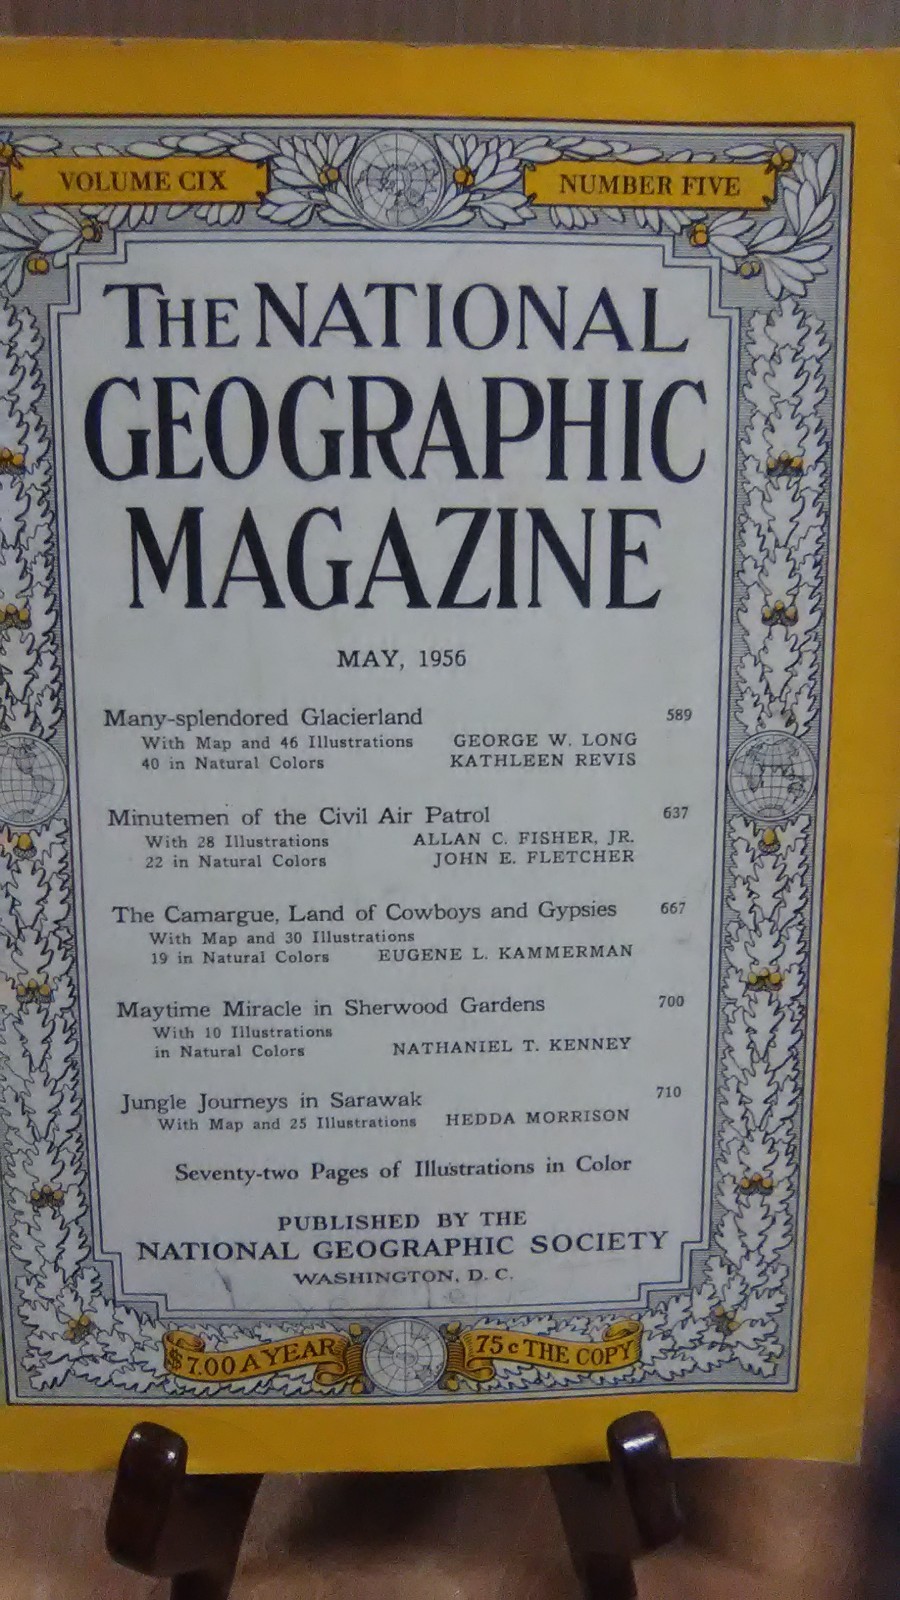 VOLUME CIX
NUMBER FIVE
THE NATIONAL
GEOGRAPHIC
MAGAZINE
MAY, 1956
Many-splendored Glacierland 589
With Map and 46 Illustrations GEORGE W. LONG
40 in Natural Colors KATHLEEN REVIS
Minutemen of the Civil Air Patrol 637
With 28 Illustrations ALLAN C. FISHER, JR.
22 in Natural Colors JOHN E. FLETCHER
The Camargue, Land of Cowboys and Gypsies 667
With Map and 30 Illustrations
19 in Natural Colors EUGENE L. KAMMERMAN
Maytime Miracle in Sherwood Gardens 700
With 10 Illustrations
in Natural Colors NATHANIEL T. KENNEY
Jungle Journeys in Sarawak 710
With Map and 25 Illustrations HEDDA MORRISON
Seventy-two Pages of Illustrations in Color
PUBLISHED BY THE
NATIONAL GEOGRAPHIC SOCIETY
WASHINGTON, D. C.
$7.00 A YEAR
75c THE COPY